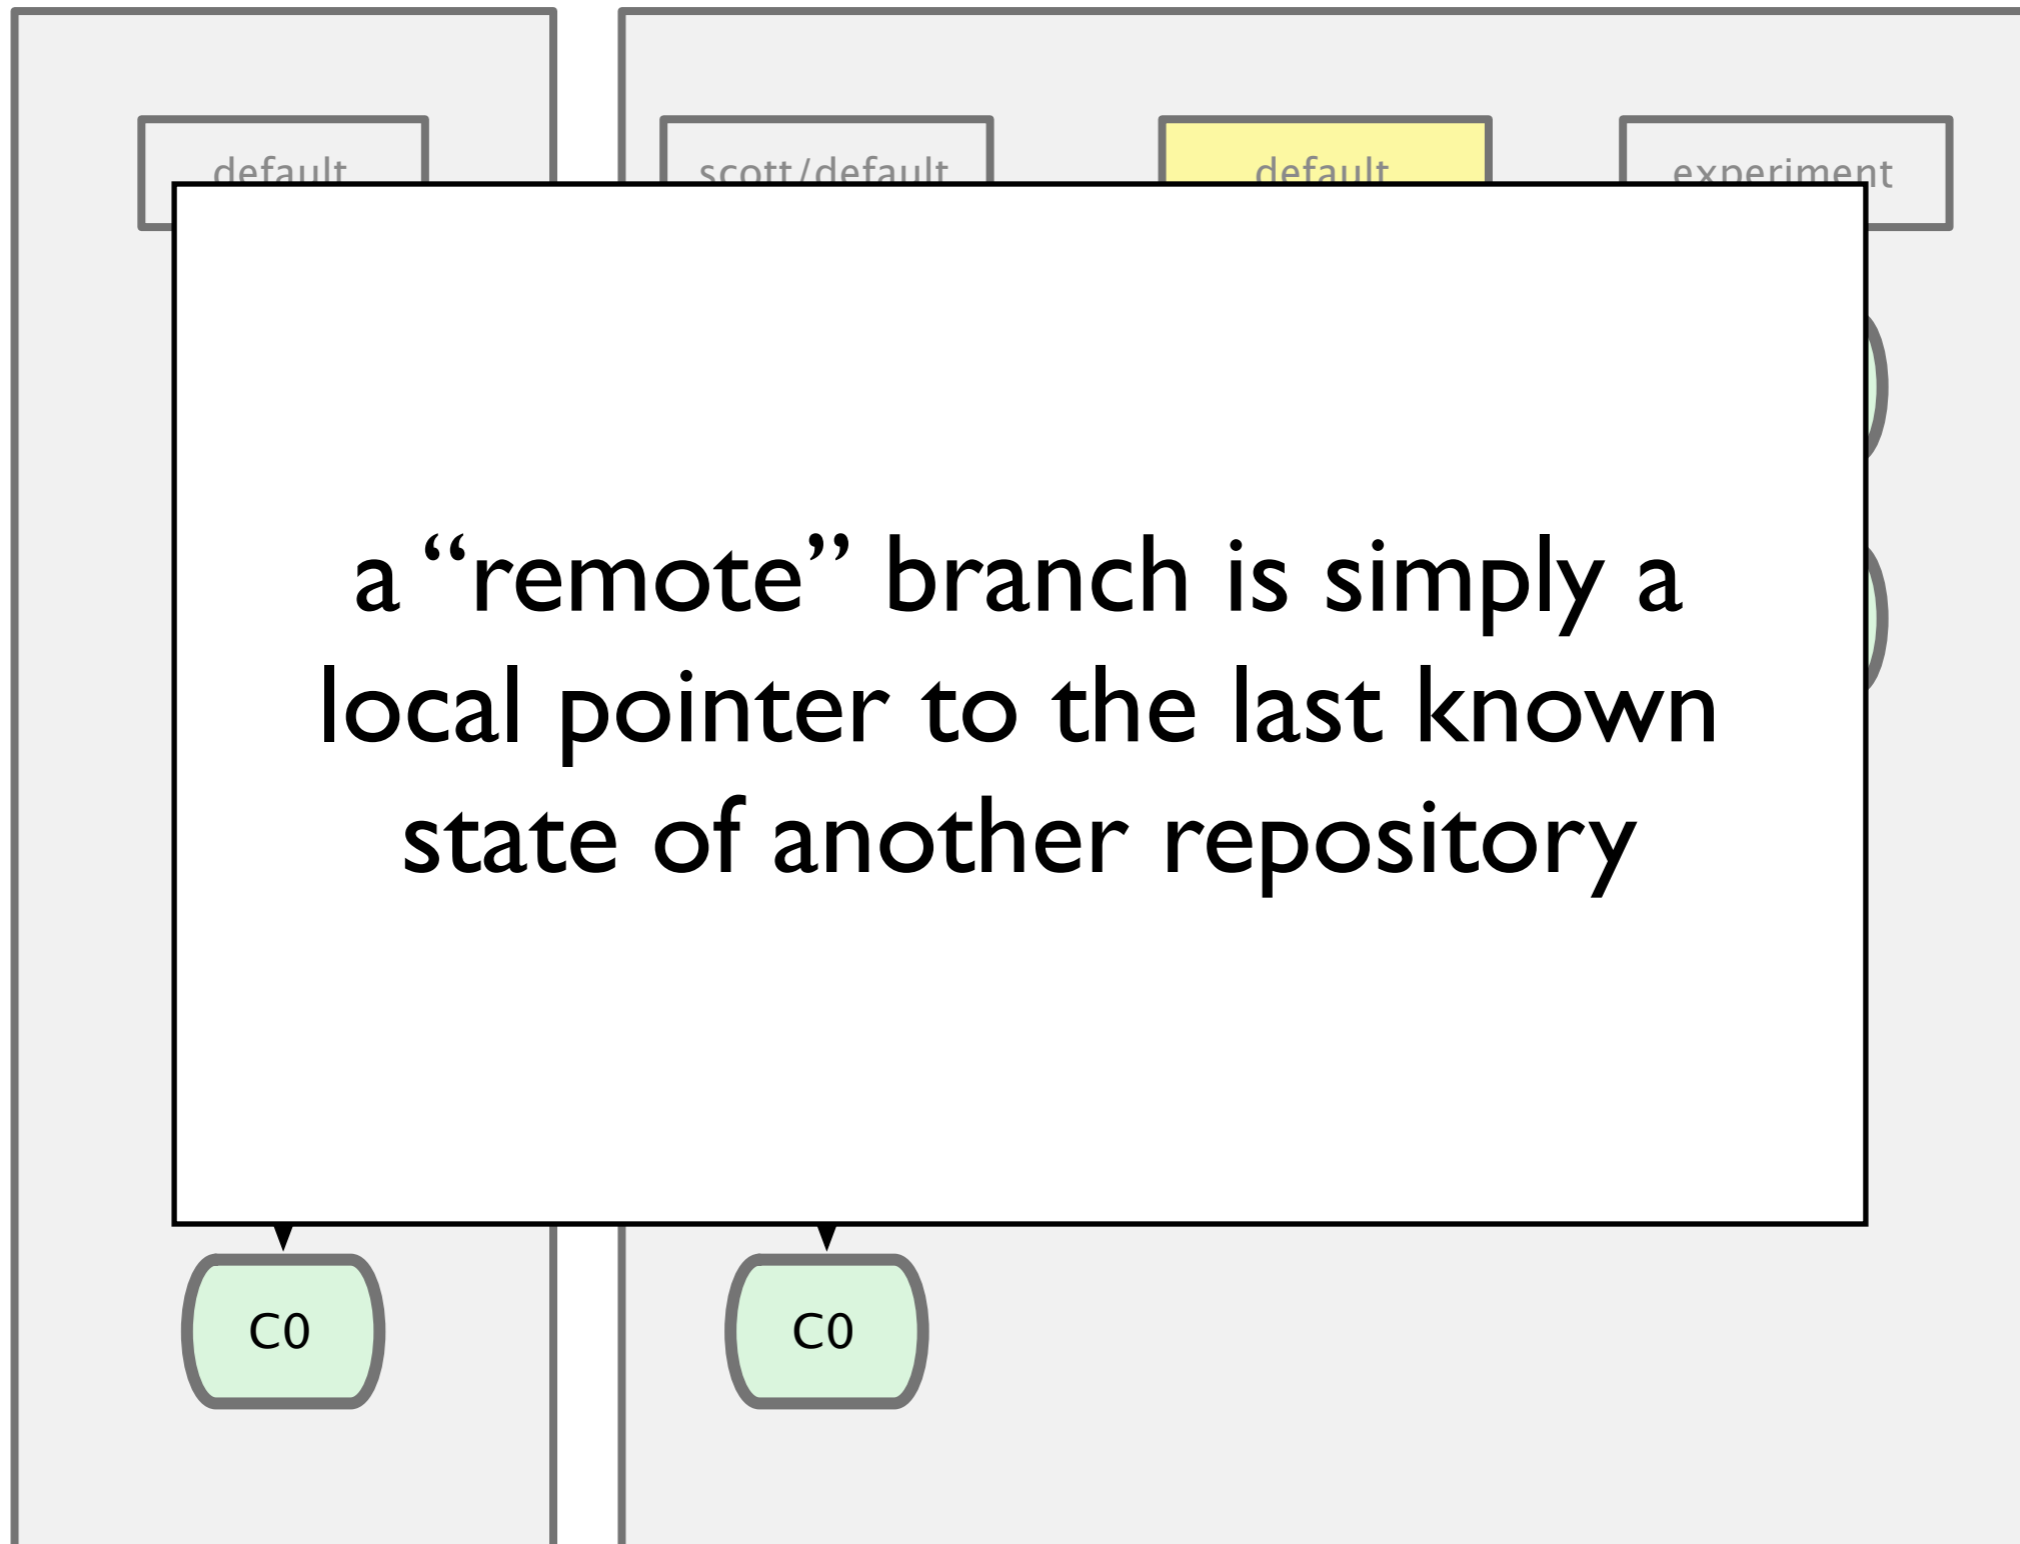 default
scott/default
default
experiment
a “remote” branch is simply a
local pointer to the last known
state of another repository
C0
C0